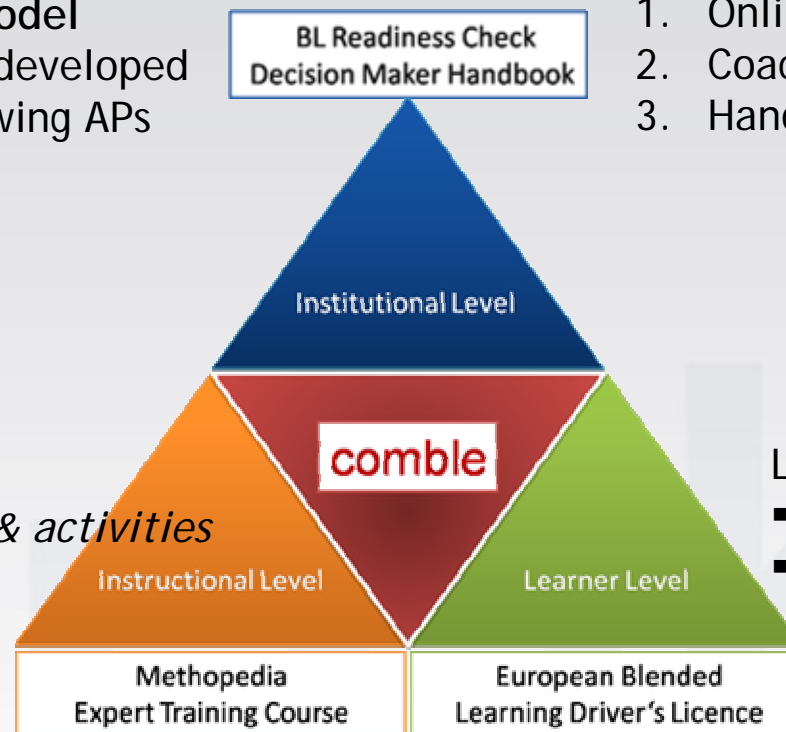 odel
developed
wing APs
BL Readiness Check
Decision Maker Handbook
1. Onli
2. Coac
3. Hand
Institutional Level
comble
& activities
Instructional Level
Learner Level
L
Methopedia
Expert Training Course
European Blended
Learning Driver's Licence